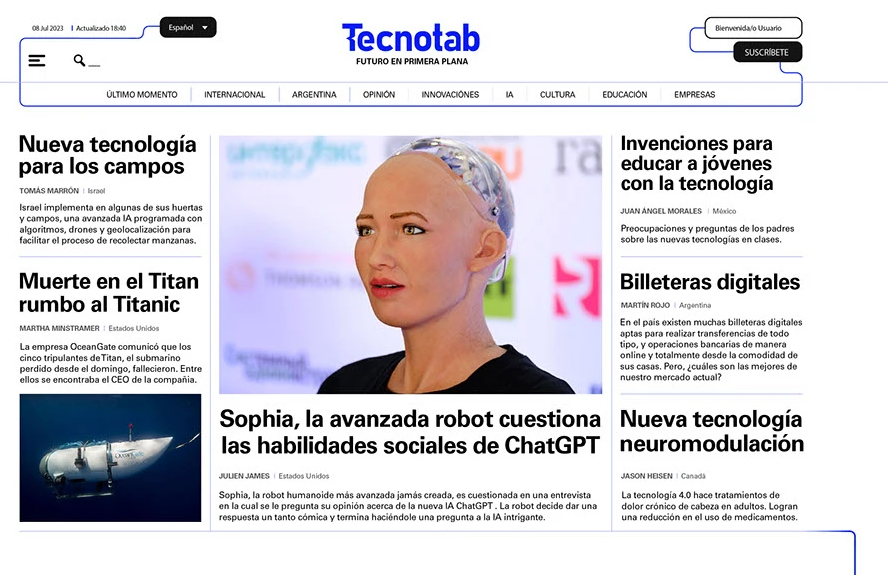 08 Jul 2023 | Actualizado 18:40
Español
Tecnotab
FUTURO EN PRIMERA PLANA
Bienvenida/o Usuario
SUSCRÍBETE
ÚLTIMO MOMENTO
INTERNACIONAL
ARGENTINA
OPINIÓN
INNOVACIÓNES
IA
CULTURA
EDUCACIÓN
EMPRESAS
Nueva tecnología
para los campos
TOMÁS MARRÓN | Israel
Israel implementa en algunas de sus huertas
y campos, una avanzada IA programada con
algoritmos, drones y geolocalización para
facilitar el proceso de recolectar manzanas.
Muerte en el Titan
rumbo al Titanic
MARTHA MINSTRAMER | Estados Unidos
La empresa OceanGate comunicó que los
cinco tripulantes de Titan, el submarino
perdido desde el domingo, fallecieron. Entre
ellos se encontraba el CEO de la compañia.
Sophia, la avanzada robot cuestiona
las habilidades sociales de ChatGPT
JULIEN JAMES | Estados Unidos
Sophia, la robot humanoide más avanzada jamás creada, es cuestionada en una entrevista
en la cual se le pregunta su opinión acerca de la nueva IA ChatGPT . La robot decide dar una
respuesta un tanto cómica y termina haciéndole una pregunta a la IA intrigante.
Invenciones para
educar a jóvenes
con la tecnología
JUAN ÁNGEL MORALES | México
Preocupaciones y preguntas de los padres
sobre las nuevas tecnologías en clases.
Billeteras digitales
MARTÍN ROJO | Argentina
En el país existen muchas billeteras digitales
aptas para realizar transferencias de todo
tipo, y operaciones bancarias de manera
online y totalmente desde la comodidad de
sus casas. Pero, ¿cuáles son las mejores de
nuestro mercado actual?
Nueva tecnología
neuromodulación
JASON HEISEN | Canadá
La tecnología 4.0 hace tratamientos de
dolor crónico de cabeza en adultos. Logran
una reducción en el uso de medicamentos.